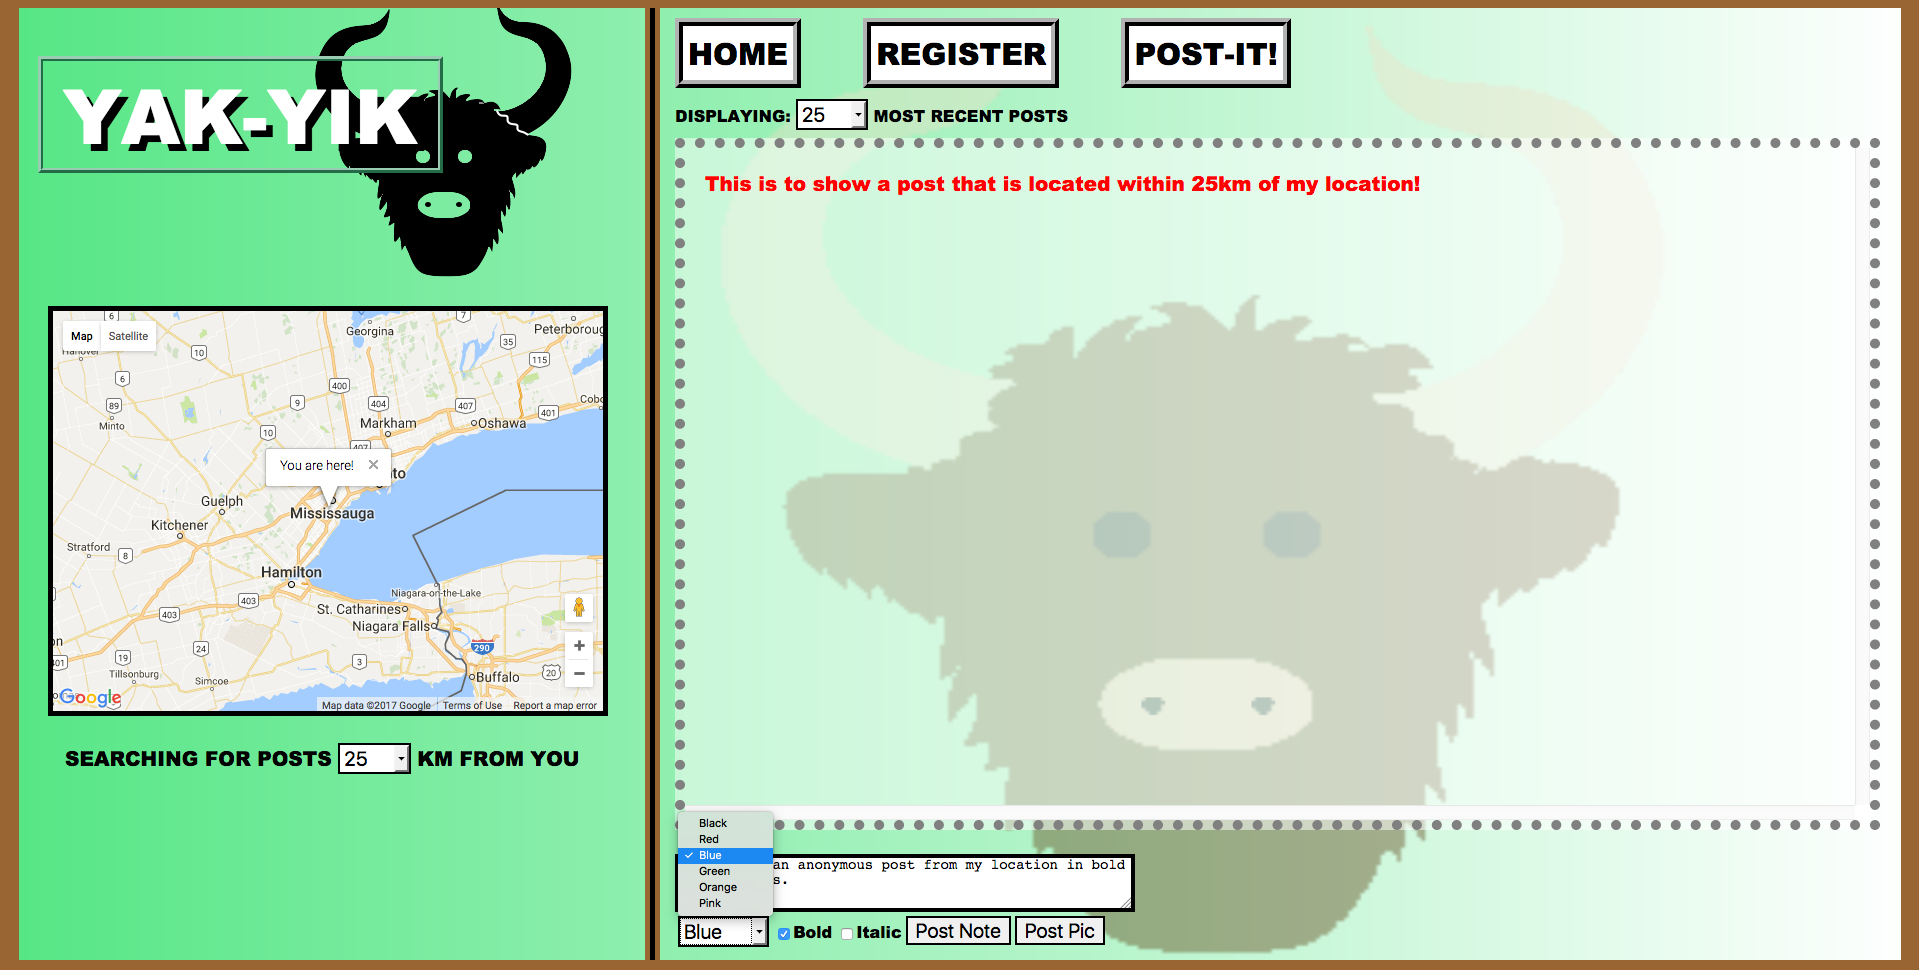 YAK-YIK
HOME
REGISTER
POST-IT!
DISPLAYING: 25 MOST RECENT POSTS
This is to show a post that is located within 25km of my location!
Map
Satellite
6
7
Georgina
Peterboroug
Hanover
10
35
115
6
400
89
9
404
407
401
Cobo
Minto
Markham
Oshawa
10
407
You are here!
Guelph
Mississauga
Kitchener
Stratford
8
Hamilton
Niagara-on-the-Lake
403
403
St. Catharines
Niagara Falls
290
24
19
3
Tillsonburg
Simcoe
Buffalo
20
401
Google
Map data ©2017 Google
Terms of Use
Report a map error
SEARCHING FOR POSTS 25 KM FROM YOU
Black
Red
✓ Blue
Green
Orange
Pink
an anonymous post from my location in bold
s.
Blue
Bold
Italic
Post Note
Post Pic